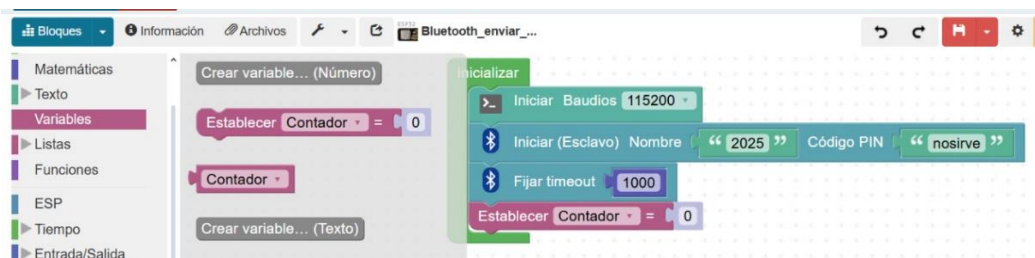 Bloques
Información
Archivos
ESP32
Bluetooth_enviar_...
Matemáticas
Texto
Variables
Listas
Funciones
ESP
Tiempo
Entrada/Salida
Crear variable... (Número)
Establecer Contador = 0
Contador
Crear variable... (Texto)
Inicializar
Iniciar Baudios 115200
Iniciar (Esclavo) Nombre “ 2025 ” Código PIN “ nosirve ”
Fijar timeout 1000
Establecer Contador = 0